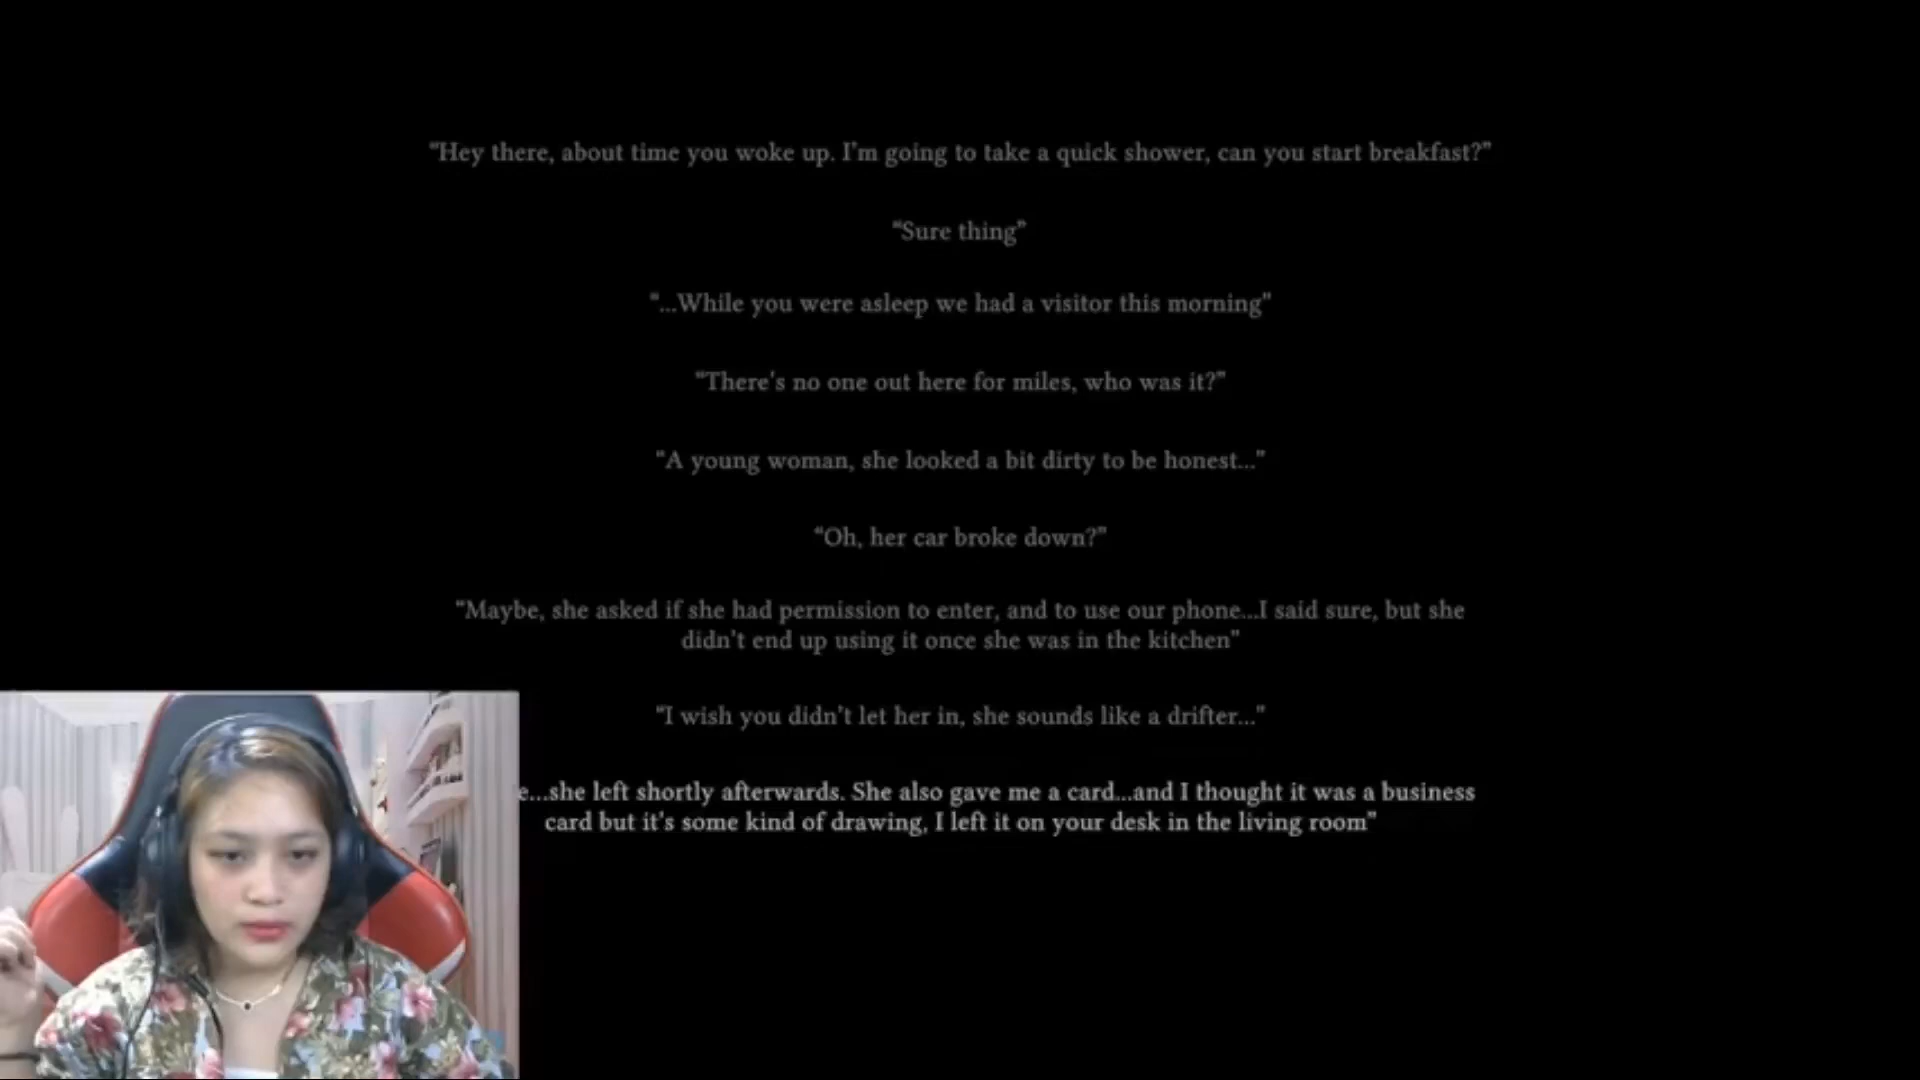 “Hey there, about time you woke up. I’m going to take a quick shower, can you start breakfast?”
“Sure thing”
"...While you were asleep we had a visitor this morning"
“There's no one out here for miles, who was it?”
“A young woman, she looked a bit dirty to be honest...”
“Oh, her car broke down?”
“Maybe, she asked if she had permission to enter, and to use our phone...I said sure, but she
didn’t end up using it once she was in the kitchen”
“I wish you didn’t let her in, she sounds like a drifter...”
...she left shortly afterwards. She also gave me a card...and I thought it was a business
card but it’s some kind of drawing, I left it on your desk in the living room”